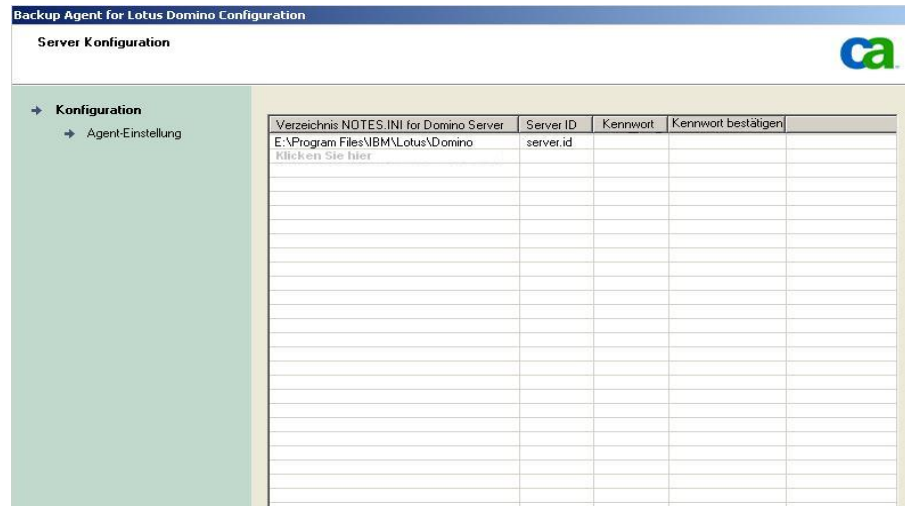 Backup Agent for Lotus Domino Configuration
Server Konfiguration
ca
Konfiguration
Agent-Einstellung
Verzeichnis NOTES.INI for Domino Server Server ID Kennwort Kennwort bestätigen
E:\Program Files\IBM\Lotus\Domino server.id
Klicken Sie hier